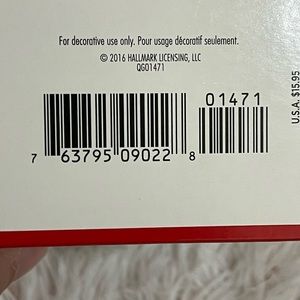 For decorative use only. Pour usage décoratif seulement.
© 2016 HALLMARK LICENSING, LLC
QGO1471
01471
7 63795 09022 8
U.S.A. $15.95